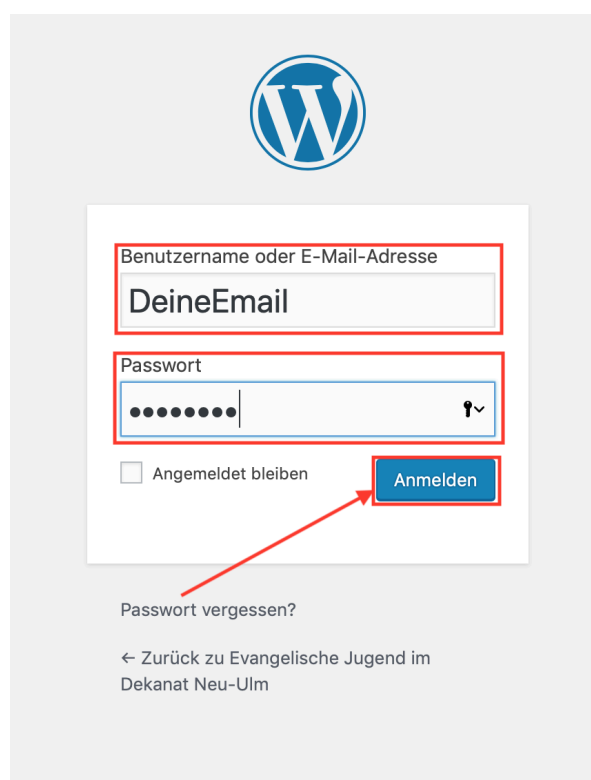 Benutzername oder E-Mail-Adresse
DeineEmail
Passwort
••••••••
Angemeldet bleiben
Anmelden
Passwort vergessen?
← Zurück zu Evangelische Jugend im
Dekanat Neu-Ulm